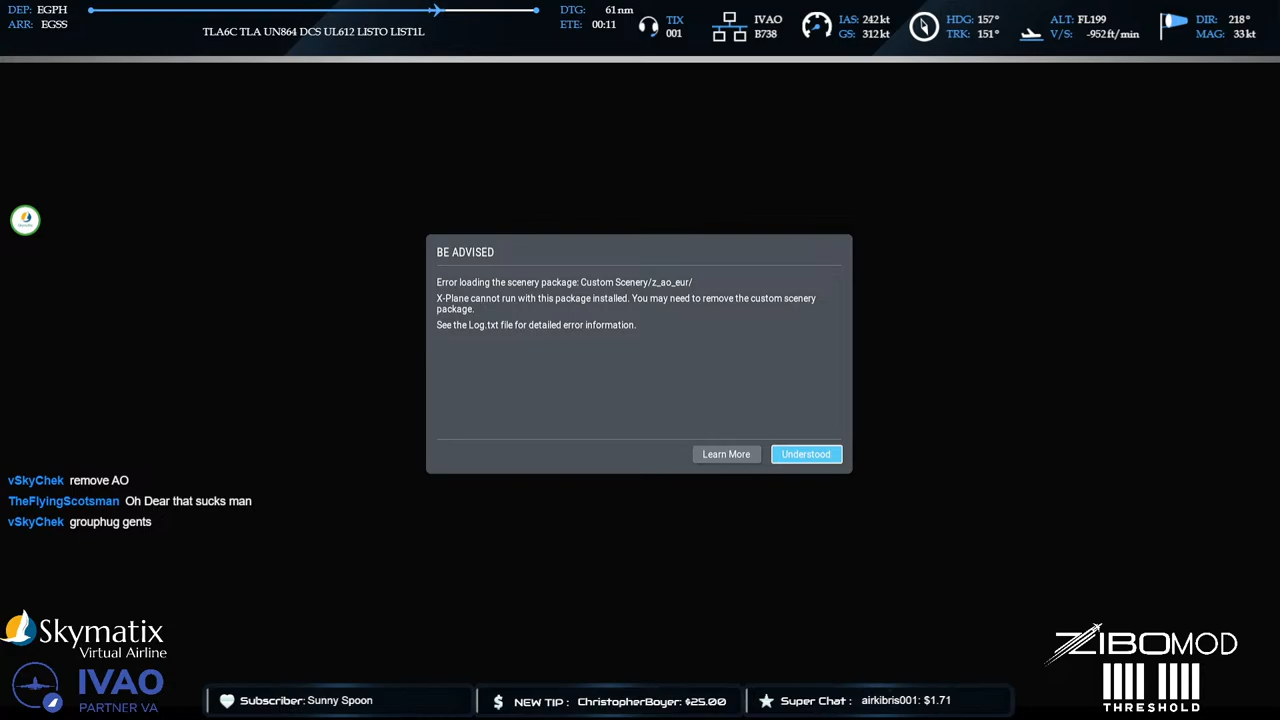 DEP: EGPH
ARR: EGSS
TLA6C TLA UN864 DCS UL612 LISTO LIST1L
DTG: 61 nm
ETE: 00:11
TIX
001
IVAO
B738
IAS: 242 kt
GS: 312 kt
HDG: 157°
TRK: 151°
ALT: FL199
V/S: -952 ft/min
DIR: 218°
MAG: 33 kt
BE ADVISED
Error loading the scenery package: Custom Scenery/z_ao_eur/
X-Plane cannot run with this package installed. You may need to remove the custom scenery
package.
See the Log.txt file for detailed error information.
Learn More
Understood
vSkyChek remove AO
TheFlyingScotsman Oh Dear that sucks man
vSkyChek grouphug gents
Skymatix
Virtual Airline
IVAO
PARTNER VA
Subscriber: Sunny Spoon
NEW TIP : ChristopherBoyer: $25.00
Super Chat : airkibris001: $1.71
ZIBOMOD
THRESHOLD